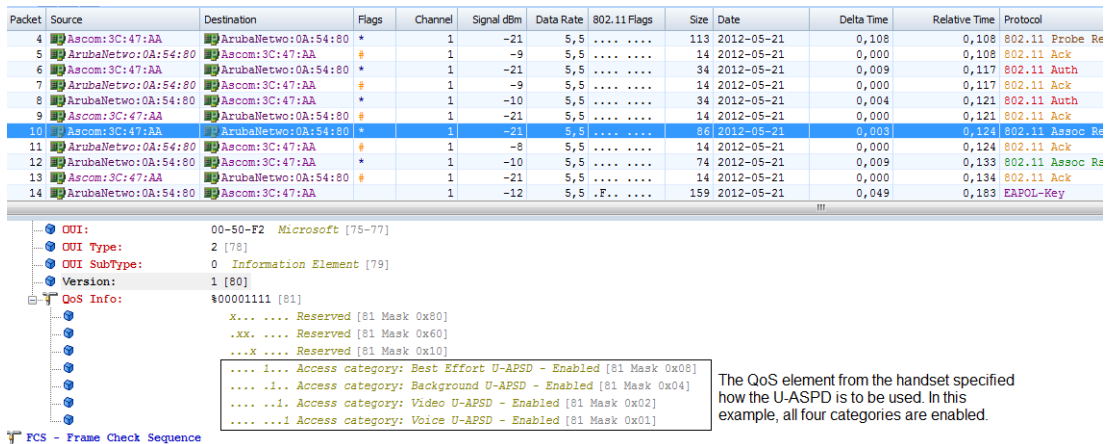 Packet Source Destination Flags Channel Signal dBm Data Rate 802.11 Flags Size Date Delta Time Relative Time Protocol
4 Ascom:3C:47:AA ArubaNetwo:0A:54:80 * 1 -21 5,5 .... .... 113 2012-05-21 0,108 0,108 802.11 Probe Re
5 ArubaNetwo:0A:54:80 Ascom:3C:47:AA # 1 -9 5,5 .... .... 14 2012-05-21 0,000 0,108 802.11 Ack
6 Ascom:3C:47:AA ArubaNetwo:0A:54:80 * 1 -21 5,5 .... .... 34 2012-05-21 0,009 0,117 802.11 Auth
7 ArubaNetwo:0A:54:80 Ascom:3C:47:AA # 1 -9 5,5 .... .... 14 2012-05-21 0,000 0,117 802.11 Ack
8 ArubaNetwo:0A:54:80 Ascom:3C:47:AA * 1 -10 5,5 .... .... 34 2012-05-21 0,004 0,121 802.11 Auth
9 Ascom:3C:47:AA ArubaNetwo:0A:54:80 # 1 -21 5,5 .... .... 14 2012-05-21 0,000 0,121 802.11 Ack
10 Ascom:3C:47:AA ArubaNetwo:0A:54:80 * 1 -21 5,5 .... .... 86 2012-05-21 0,003 0,124 802.11 Assoc Re
11 ArubaNetwo:0A:54:80 Ascom:3C:47:AA # 1 -8 5,5 .... .... 14 2012-05-21 0,000 0,124 802.11 Ack
12 ArubaNetwo:0A:54:80 Ascom:3C:47:AA * 1 -10 5,5 .... .... 74 2012-05-21 0,009 0,133 802.11 Assoc Rs
13 Ascom:3C:47:AA ArubaNetwo:0A:54:80 # 1 -21 5,5 .... .... 14 2012-05-21 0,000 0,134 802.11 Ack
14 ArubaNetwo:0A:54:80 Ascom:3C:47:AA 1 -12 5,5 .F.. .... 159 2012-05-21 0,049 0,183 EAPOL-Key
OUI: 00-50-F2 Microsoft [75-77]
OUI Type: 2 [78]
OUI SubType: 0 Information Element [79]
Version: 1 [80]
QoS Info: %00001111 [81]
x... .... Reserved [81 Mask 0x80]
.xx. .... Reserved [81 Mask 0x60]
...x .... Reserved [81 Mask 0x10]
.... 1... Access category: Best Effort U-APSD - Enabled [81 Mask 0x08]
.... .1.. Access category: Background U-APSD - Enabled [81 Mask 0x04]
.... ..1. Access category: Video U-APSD - Enabled [81 Mask 0x02]
.... ...1 Access category: Voice U-APSD - Enabled [81 Mask 0x01]
The QoS element from the handset specified
how the U-ASPD is to be used. In this
example, all four categories are enabled.
FCS - Frame Check Sequence